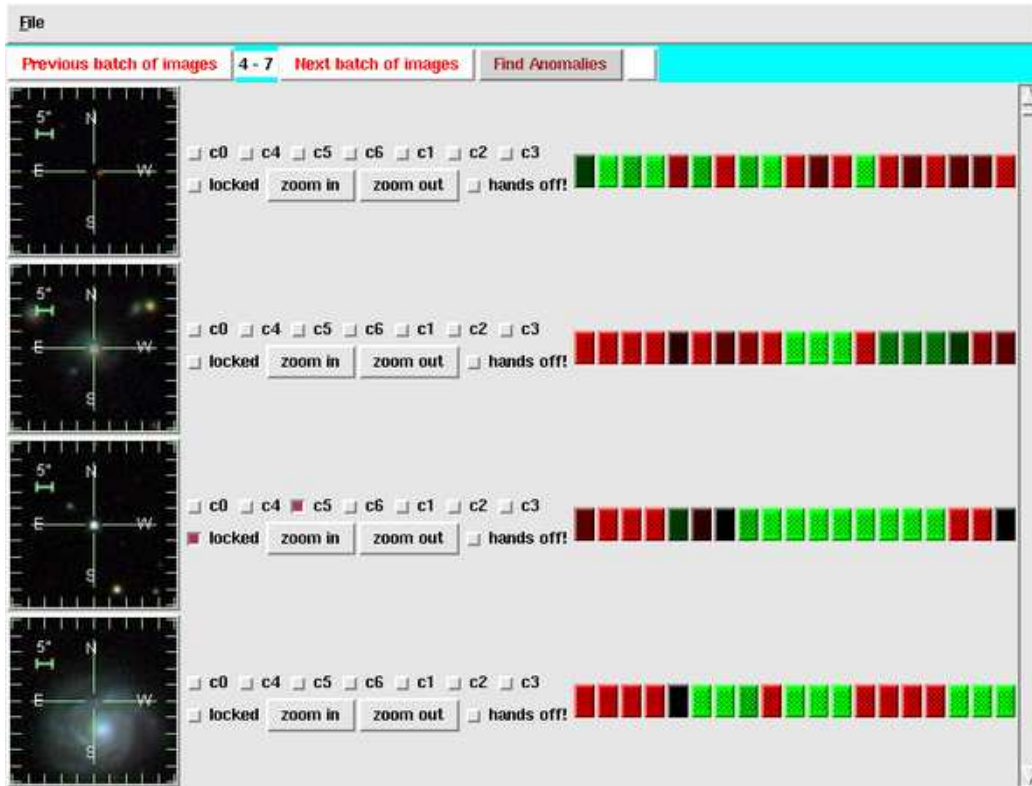 File
Previous batch of images 4 - 7 Next batch of images Find Anomalies
5"
N
E W
S
c0 c4 c5 c6 c1 c2 c3
locked zoom in zoom out hands off!
5"
N
E W
S
c0 c4 c5 c6 c1 c2 c3
locked zoom in zoom out hands off!
5"
N
E W
S
c0 c4 c5 c6 c1 c2 c3
locked zoom in zoom out hands off!
5"
N
E W
S
c0 c4 c5 c6 c1 c2 c3
locked zoom in zoom out hands off!